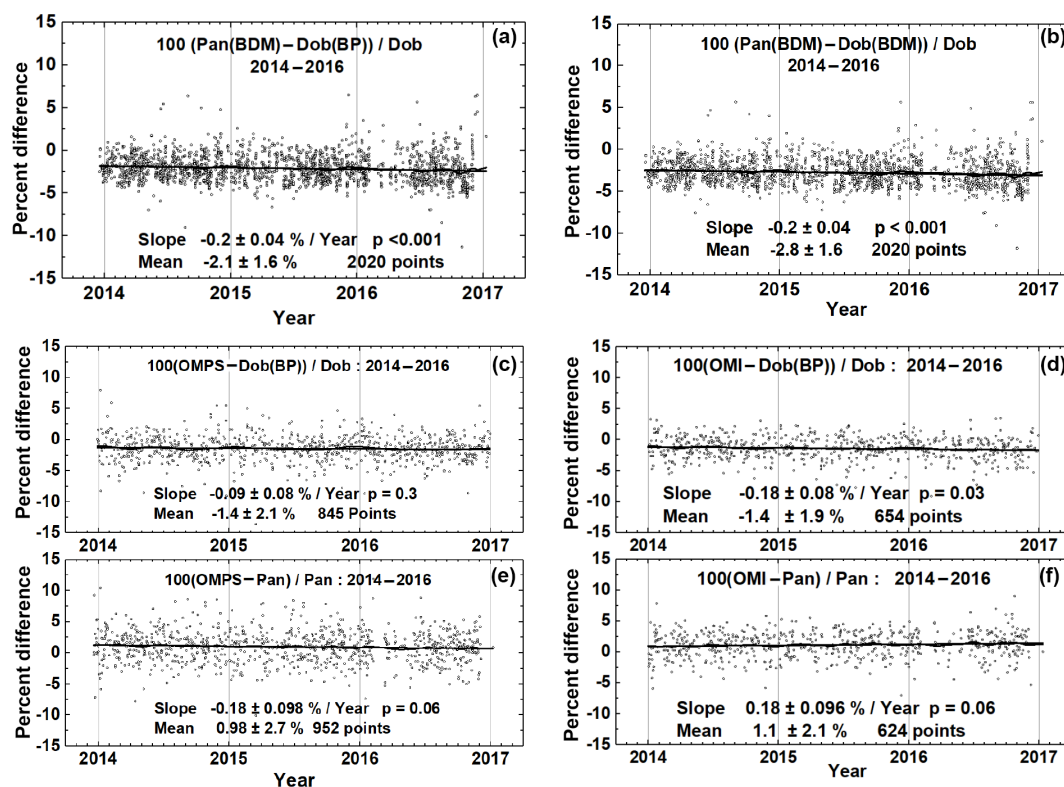 (a)
100 (Pan(BDM)−Dob(BP)) / Dob
2014−2016
Percent difference
15
10
5
0
-5
-10
-15
Slope -0.2 ± 0.04 % / Year p <0.001
Mean -2.1 ± 1.6 % 2020 points
2014 2015 2016 2017
Year
(b)
100 (Pan(BDM)−Dob(BDM)) / Dob
2014−2016
Percent difference
15
10
5
0
-5
-10
-15
Slope -0.2 ± 0.04 p < 0.001
Mean -2.8 ± 1.6 2020 points
2014 2015 2016 2017
Year
(c)
100(OMPS−Dob(BP)) / Dob : 2014−2016
Percent difference
15
10
5
0
-5
-10
-15
Slope -0.09 ± 0.08 % / Year p = 0.3
Mean -1.4 ± 2.1 % 845 Points
2014 2015 2016 2017
(d)
100(OMI−Dob(BP)) / Dob : 2014−2016
Percent difference
15
10
5
0
-5
-10
-15
Slope -0.18 ± 0.08 % / Year p = 0.03
Mean -1.4 ± 1.9 % 654 points
2014 2015 2016 2017
(e)
100(OMPS−Pan) / Pan : 2014−2016
Percent difference
15
10
5
0
-5
-10
-15
Slope -0.18 ± 0.098 % / Year p = 0.06
Mean 0.98 ± 2.7 % 952 points
2014 2015 2016 2017
Year
(f)
100(OMI−Pan) / Pan : 2014−2016
Percent difference
15
10
5
0
-5
-10
-15
Slope 0.18 ± 0.096 % / Year p = 0.06
Mean 1.1 ± 2.1 % 624 points
2014 2015 2016 2017
Year